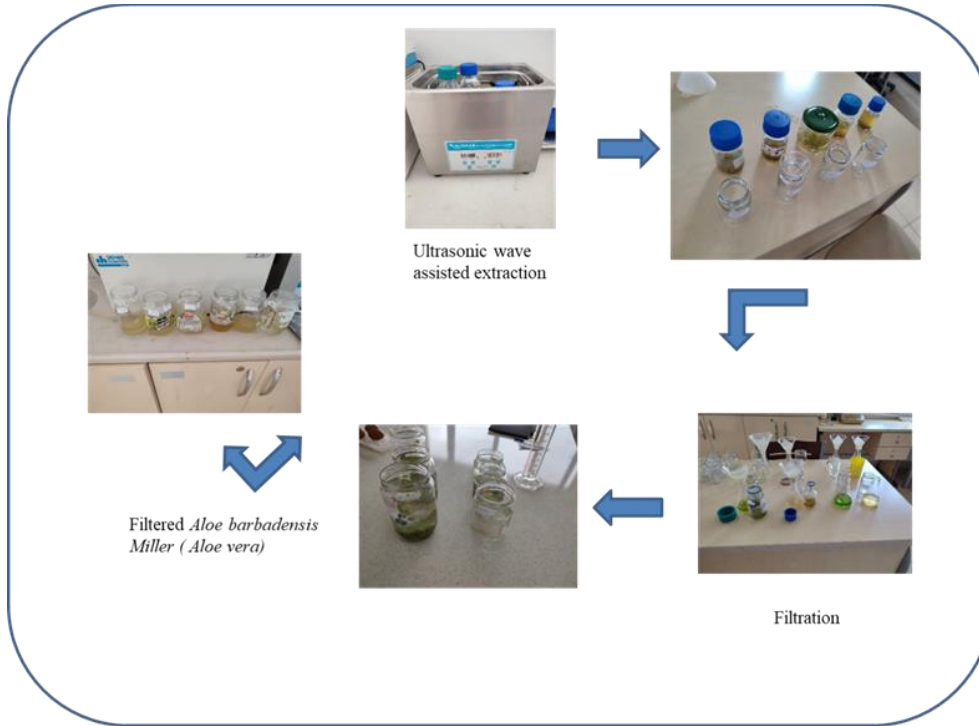 Ultrasonic wave
assisted extraction
Filtration
Filtered Aloe barbadensis
Miller ( Aloe vera)